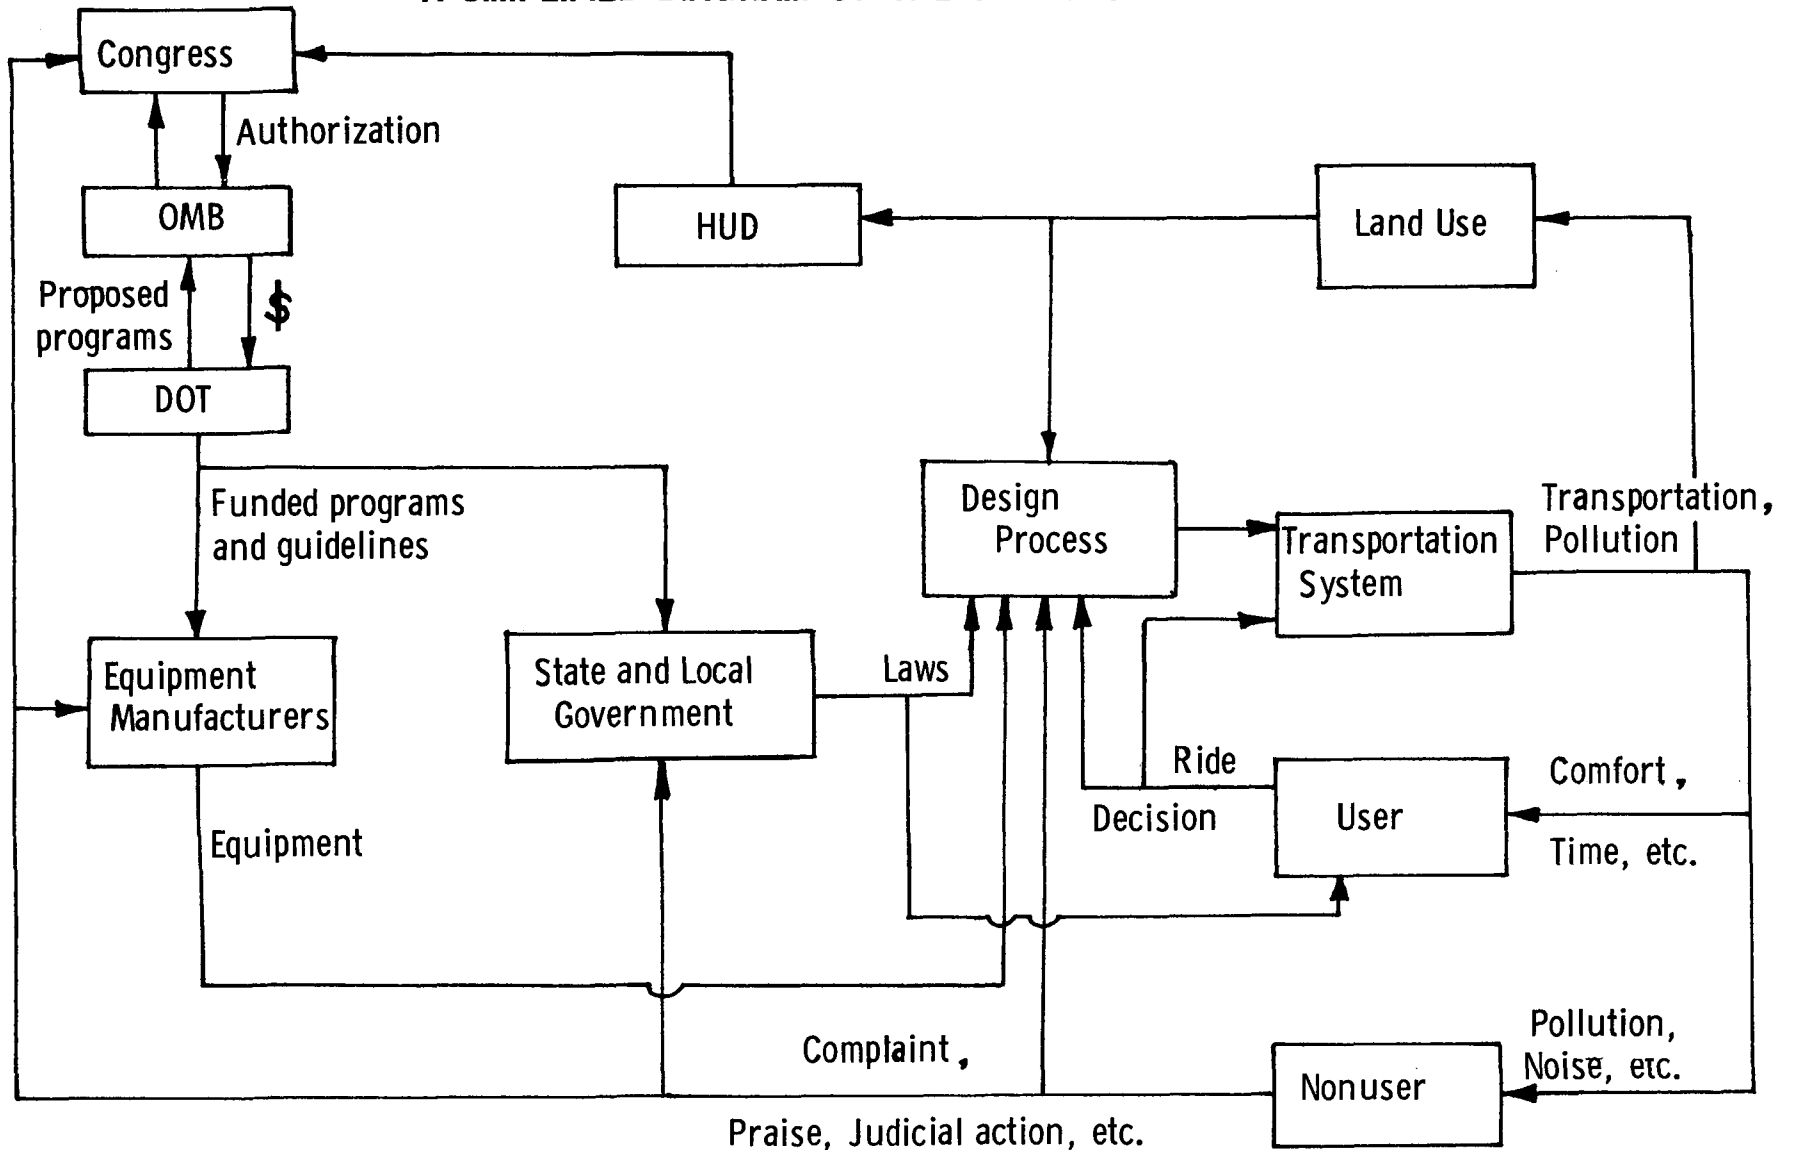 Congress
Authorization
OMB
HUD
Land Use
Proposed
programs
$
DOT
Funded programs
and guidelines
Design
Process
Transportation
System
Transportation,
Pollution
Equipment
Manufacturers
State and Local
Government
Laws
Ride
Decision
User
Comfort,
Time, etc.
Equipment
Complaint,
Praise, Judicial action, etc.
Nonuser
Pollution,
Noise, etc.